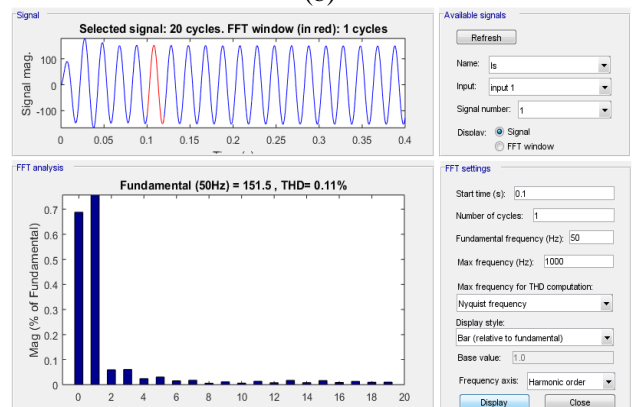 Signal
Selected signal: 20 cycles. FFT window (in red): 1 cycles
Signal mag.
100
0
-100
0 0.05 0.1 0.15 0.2 0.25 0.3 0.35 0.4
Available signals
Refresh
Name: Is
Input: input 1
Signal number: 1
Display: Signal
FFT window
FFT analysis
Fundamental (50Hz) = 151.5 , THD= 0.11%
Mag (% of Fundamental)
0.7
0.6
0.5
0.4
0.3
0.2
0.1
0
0 2 4 6 8 10 12 14 16 18 20
FFT settings
Start time (s): 0.1
Number of cycles: 1
Fundamental frequency (Hz): 50
Max frequency (Hz): 1000
Max frequency for THD computation:
Nyquist frequency
Display style:
Bar (relative to fundamental)
Base value: 1.0
Frequency axis: Harmonic order
Display Close